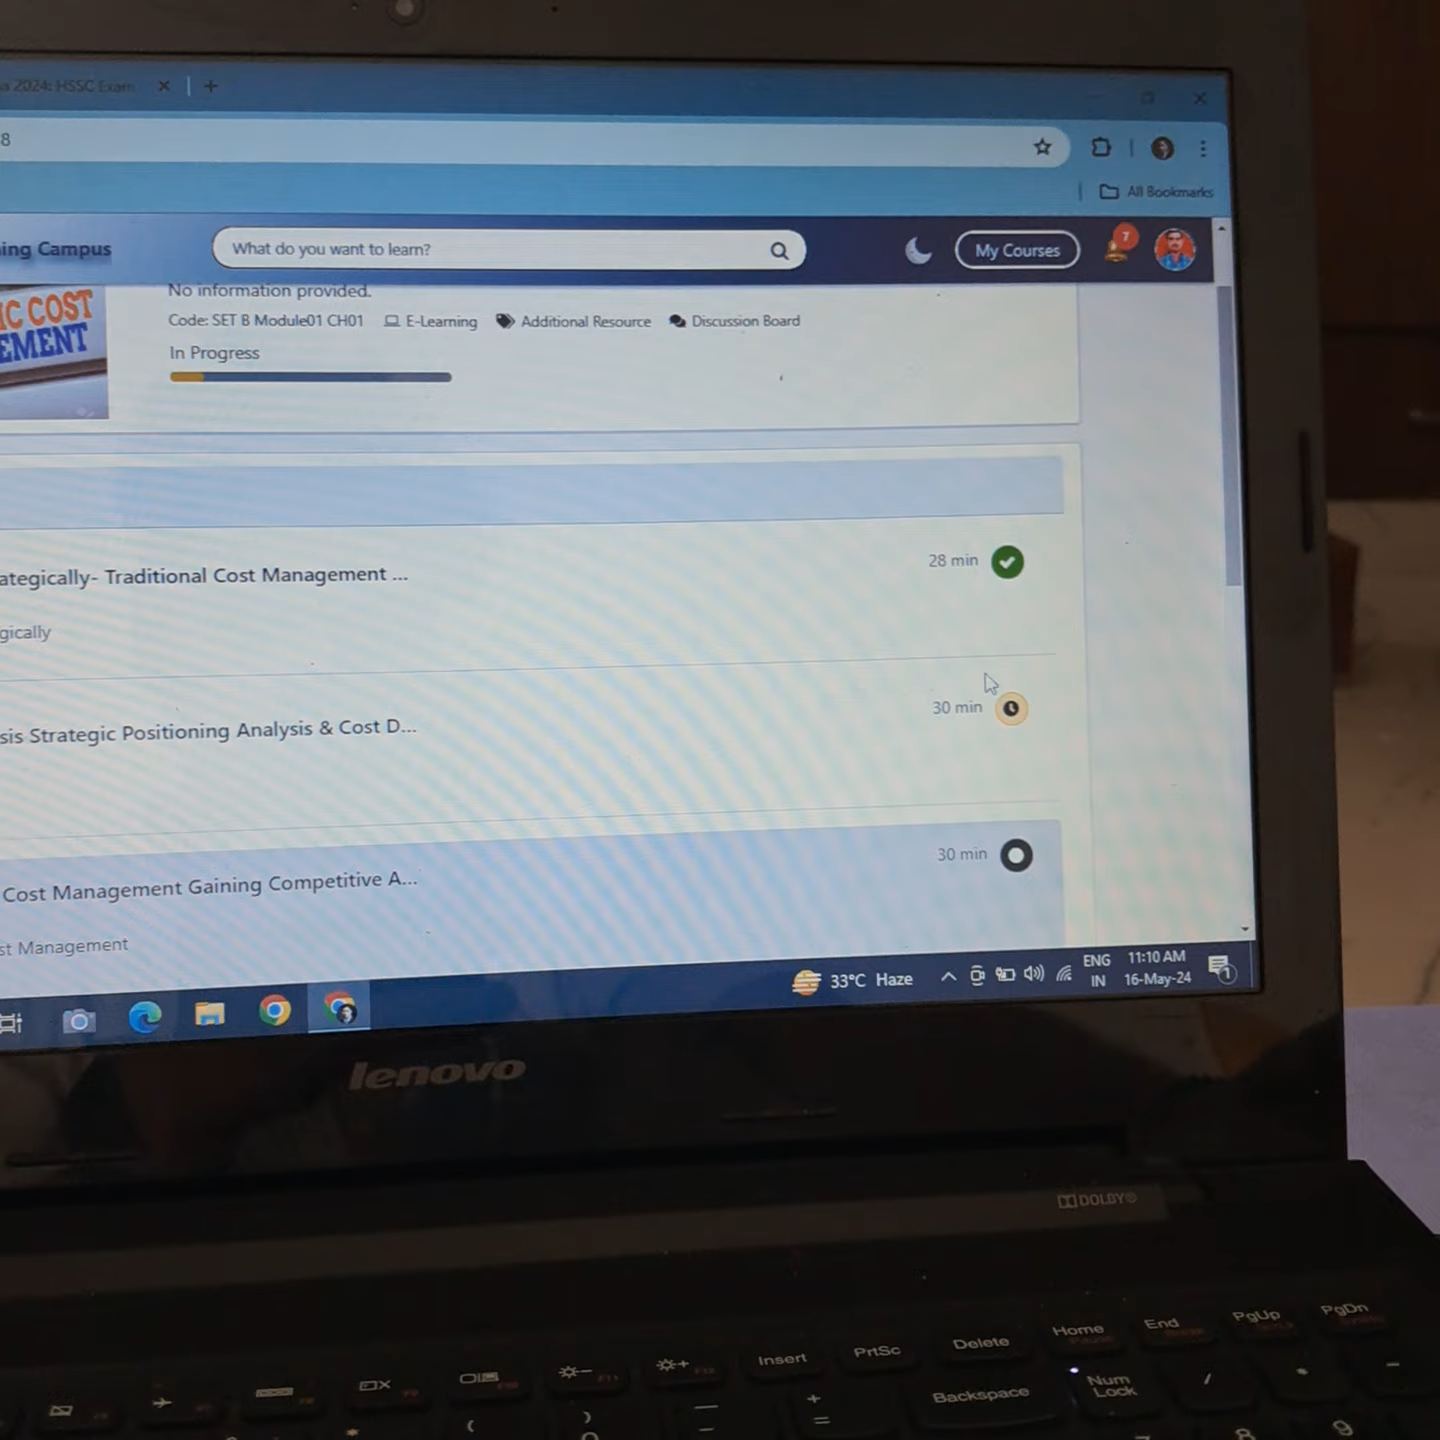 2024: HSSC Exam
8
All Bookmarks
ing Campus
What do you want to learn?
My Courses
7
IC COST
EMENT
No information provided.
Code: SET B Module01 CH01 E-Learning Additional Resource Discussion Board
In Progress
ategically- Traditional Cost Management ...
28 min
gically
sis Strategic Positioning Analysis & Cost D...
30 min
Cost Management Gaining Competitive A...
30 min
st Management
33°C Haze
ENG
IN
11:10 AM
16-May-24
1
lenovo
DOLBY®
Insert
PrtSc
Delete
Home
End
PgUp
PgDn
Backspace
Num
Lock
+
=
/
*
-
(
)
8
9